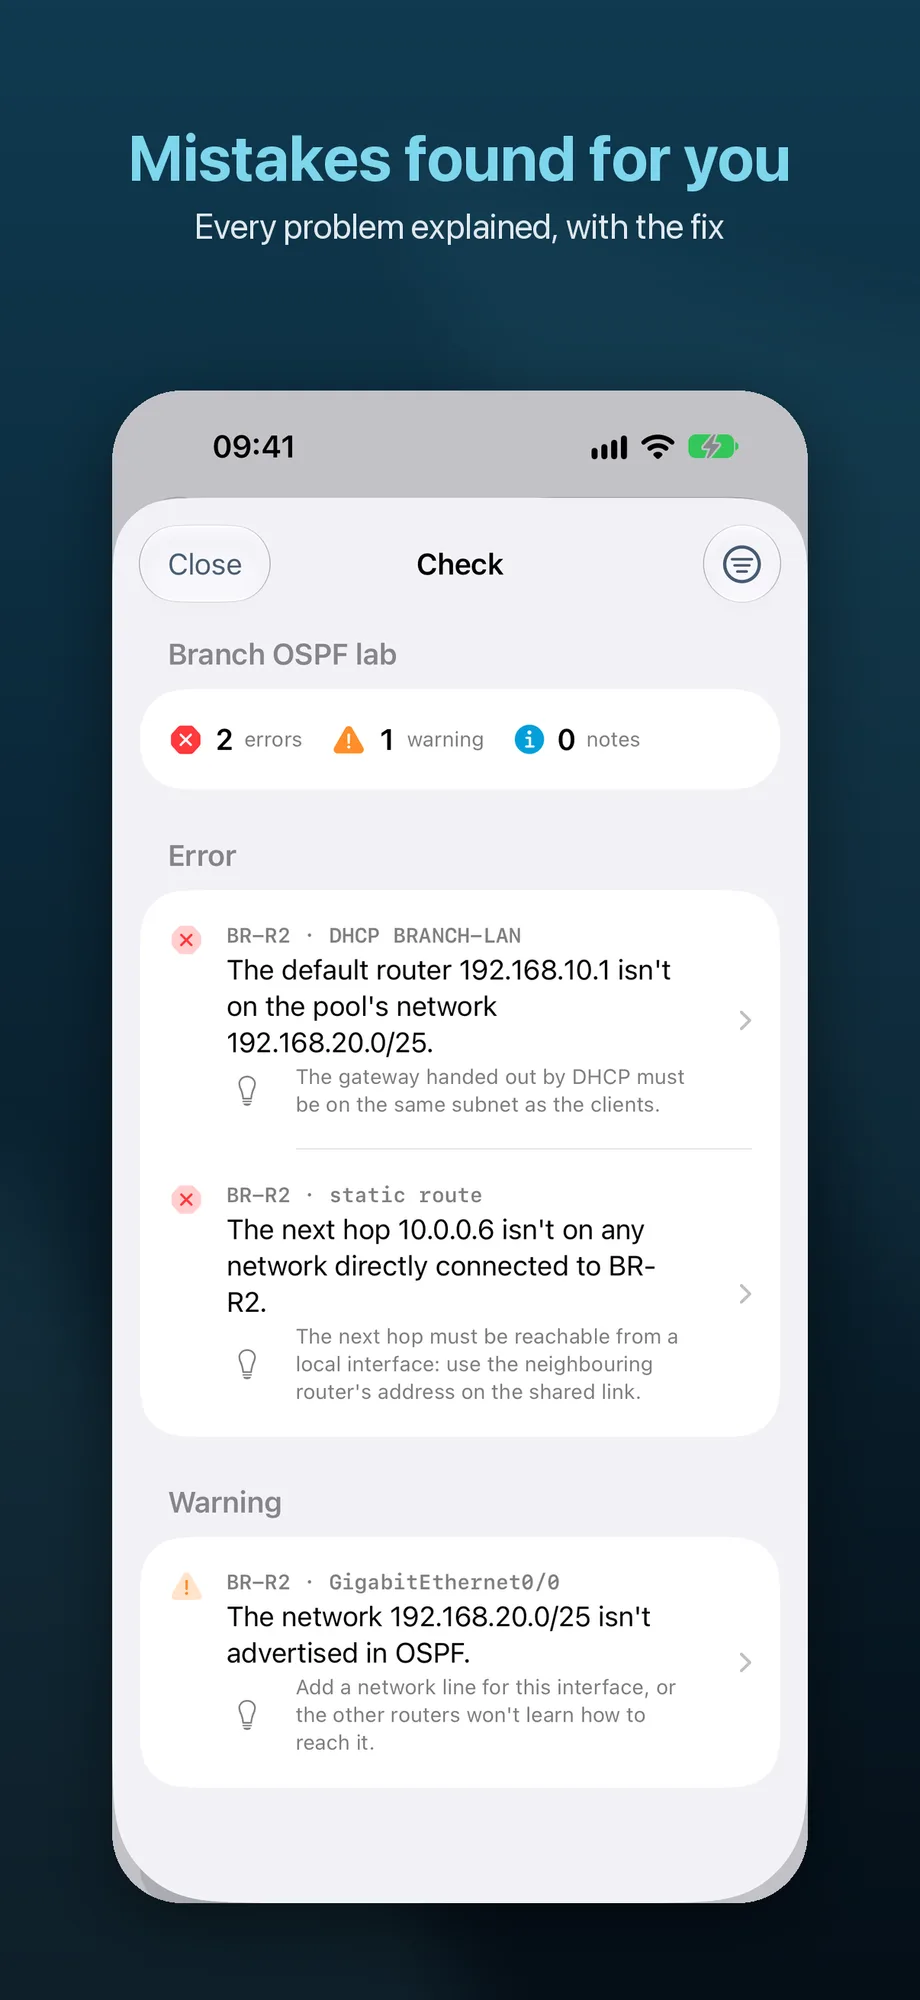 Mistakes found for you
Every problem explained, with the fix
09:41
Close
Check
Branch OSPF lab
2 errors 1 warning 0 notes
Error
BR-R2 · DHCP BRANCH-LAN
The default router 192.168.10.1 isn't
on the pool's network
192.168.20.0/25.
The gateway handed out by DHCP must
be on the same subnet as the clients.
BR-R2 · static route
The next hop 10.0.0.6 isn't on any
network directly connected to BR-
R2.
The next hop must be reachable from a
local interface: use the neighbouring
router's address on the shared link.
Warning
BR-R2 · GigabitEthernet0/0
The network 192.168.20.0/25 isn't
advertised in OSPF.
Add a network line for this interface, or
the other routers won't learn how to
reach it.